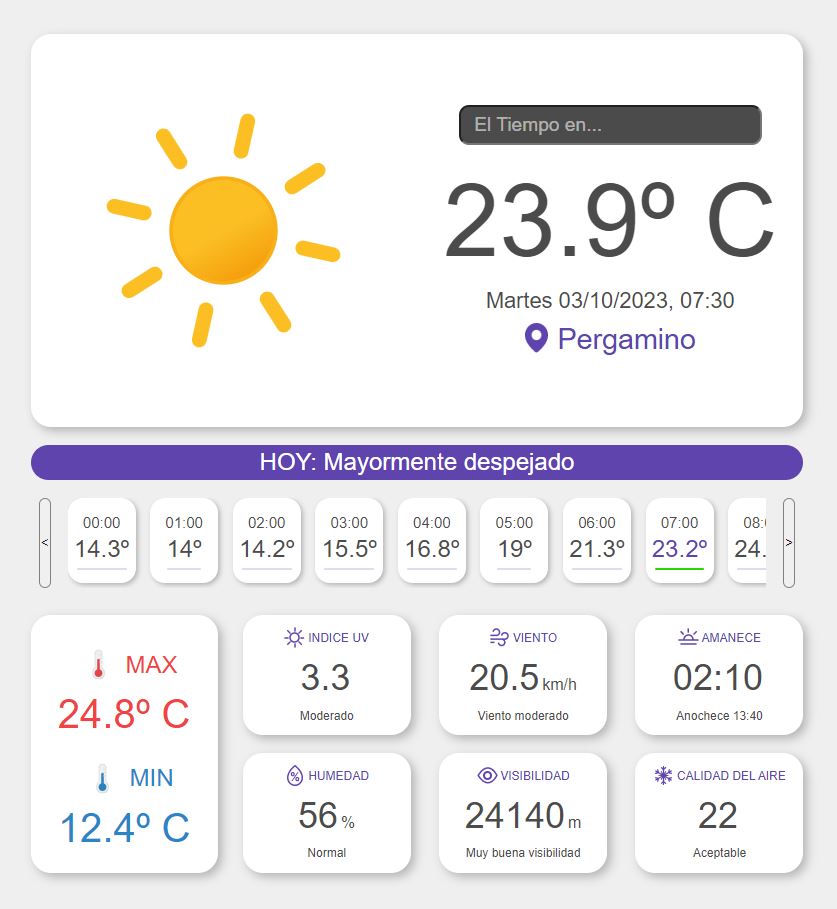 El Tiempo en...
23.9º C
Martes 03/10/2023, 07:30
Pergamino
HOY: Mayormente despejado
<
00:00
14.3º
01:00
14º
02:00
14.2º
03:00
15.5º
04:00
16.8º
05:00
19º
06:00
21.3º
07:00
23.2º
08:
24.
>
MAX
24.8º C
MIN
12.4º C
INDICE UV
3.3
Moderado
VIENTO
20.5 km/h
Viento moderado
AMANECE
02:10
Anochece 13:40
HUMEDAD
56 %
Normal
VISIBILIDAD
24140 m
Muy buena visibilidad
CALIDAD DEL AIRE
22
Aceptable